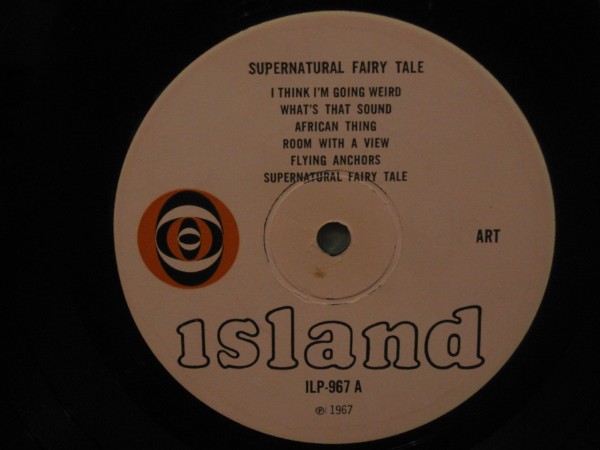 SUPERNATURAL FAIRY TALE
I THINK I'M GOING WEIRD
WHAT'S THAT SOUND
AFRICAN THING
ROOM WITH A VIEW
FLYING ANCHORS
SUPERNATURAL FAIRY TALE
ART
island
ILP-967 A
℗ 1967